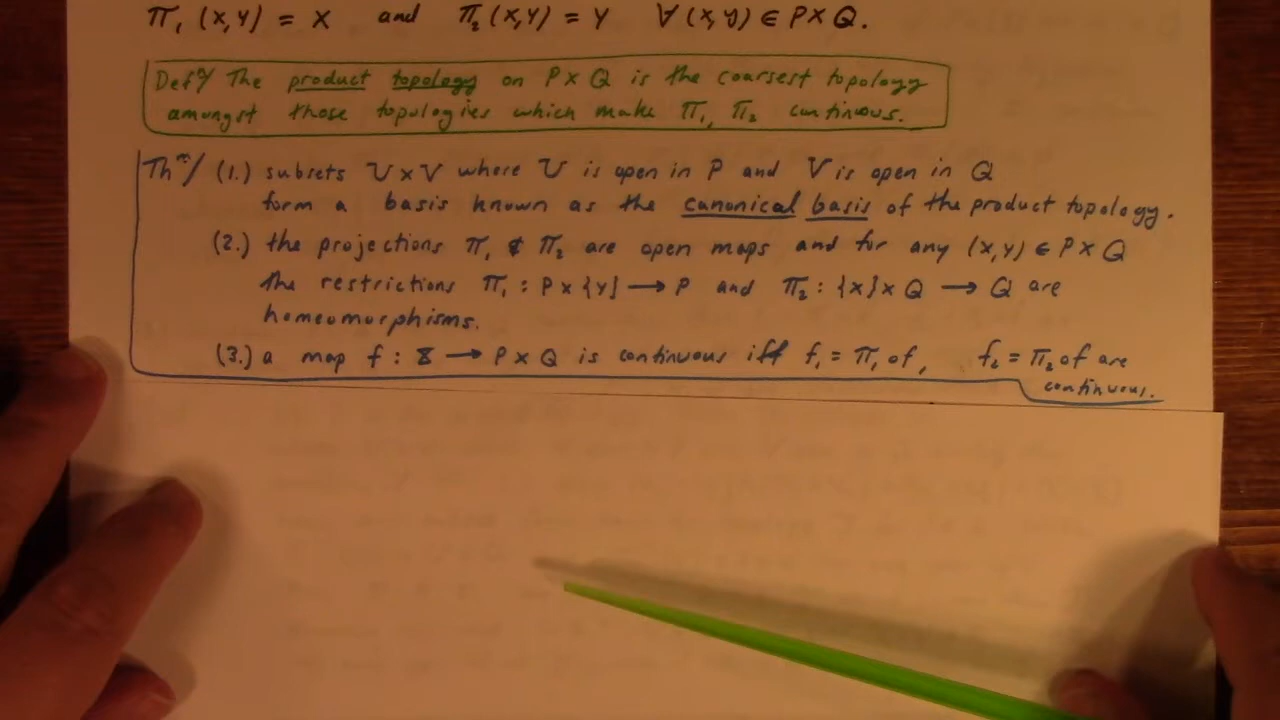 π₁ (x,y) = x and π₂ (x,y) = y ∀ (x,y) ∈ P × Q.
Defⁿ/ The product topology on P × Q is the coarsest topology
amongst those topologies which make π₁, π₂ continuous.
Thᵐ/ (1.) subsets U × V where U is open in P and V is open in Q
form a basis known as the canonical basis of the product topology.
(2.) the projections π₁ & π₂ are open maps and for any (x,y) ∈ P × Q
the restrictions π₁ : P × {y} → P and π₂ : {x} × Q → Q are
homeomorphisms.
(3.) a map f : X → P × Q is continuous iff f₁ = π₁ of, f₂ = π₂ of are
continuous.